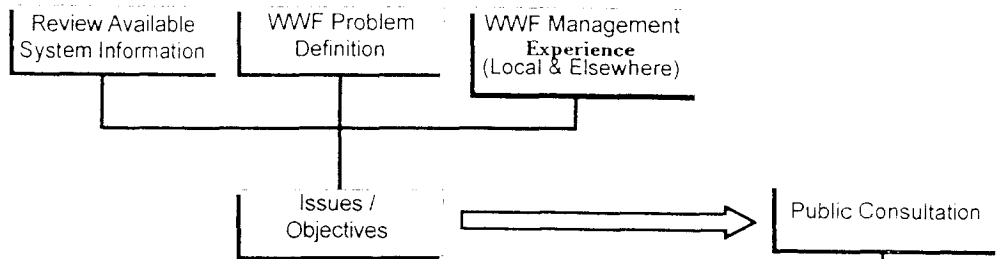 Review Available
System Information
WWF Problem
Definition
WWF Management
Experience
(Local & Elsewhere)
Issues /
Objectives
Public Consultation